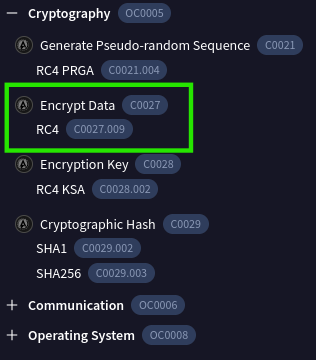 Cryptography OC0005
Generate Pseudo-random Sequence C0021
RC4 PRGA C0021.004
Encrypt Data C0027
RC4 C0027.009
Encryption Key C0028
RC4 KSA C0028.002
Cryptographic Hash C0029
SHA1 C0029.002
SHA256 C0029.003
Communication OC0006
Operating System OC0008